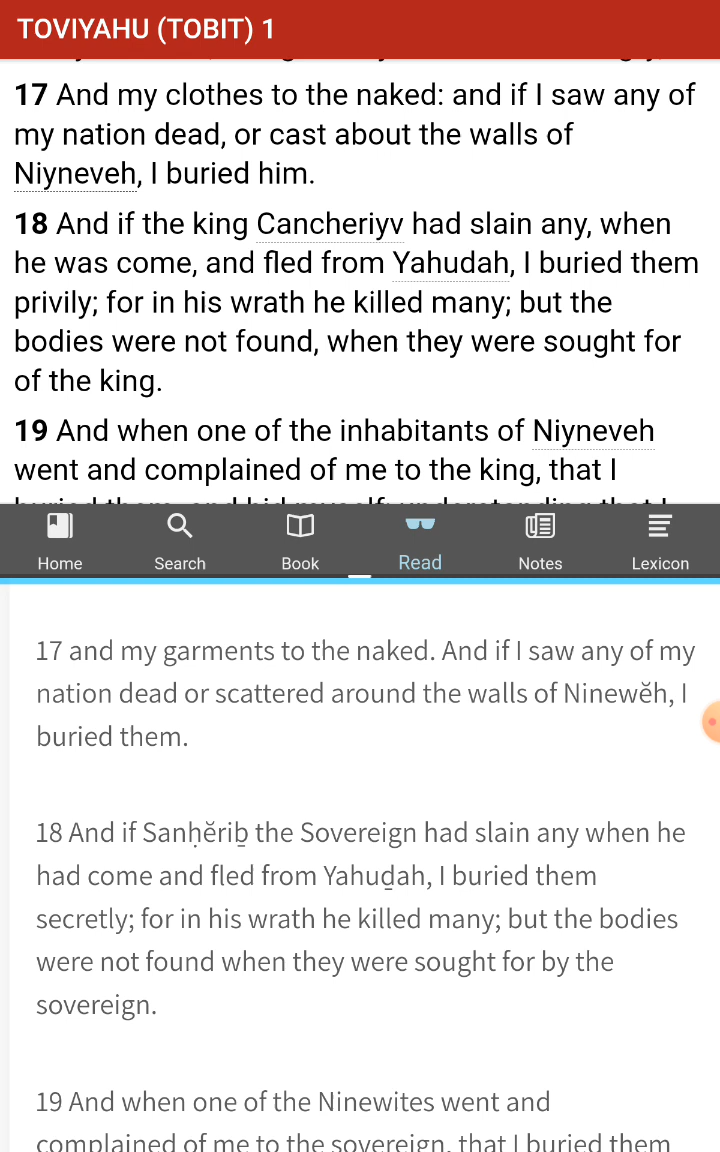 TOVIYAHU (TOBIT) 1
17 And my clothes to the naked: and if I saw any of
my nation dead, or cast about the walls of
Niyneveh, I buried him.
18 And if the king Cancheriyv had slain any, when
he was come, and fled from Yahudah, I buried them
privily; for in his wrath he killed many; but the
bodies were not found, when they were sought for
of the king.
19 And when one of the inhabitants of Niyneveh
went and complained of me to the king, that I
Home Search Book Read Notes Lexicon
17 and my garments to the naked. And if I saw any of my
nation dead or scattered around the walls of Ninewĕh, I
buried them.
18 And if Sanḥĕriḇ the Sovereign had slain any when he
had come and fled from Yahuḏah, I buried them
secretly; for in his wrath he killed many; but the bodies
were not found when they were sought for by the
sovereign.
19 And when one of the Ninewites went and
complained of me to the sovereign, that I buried them